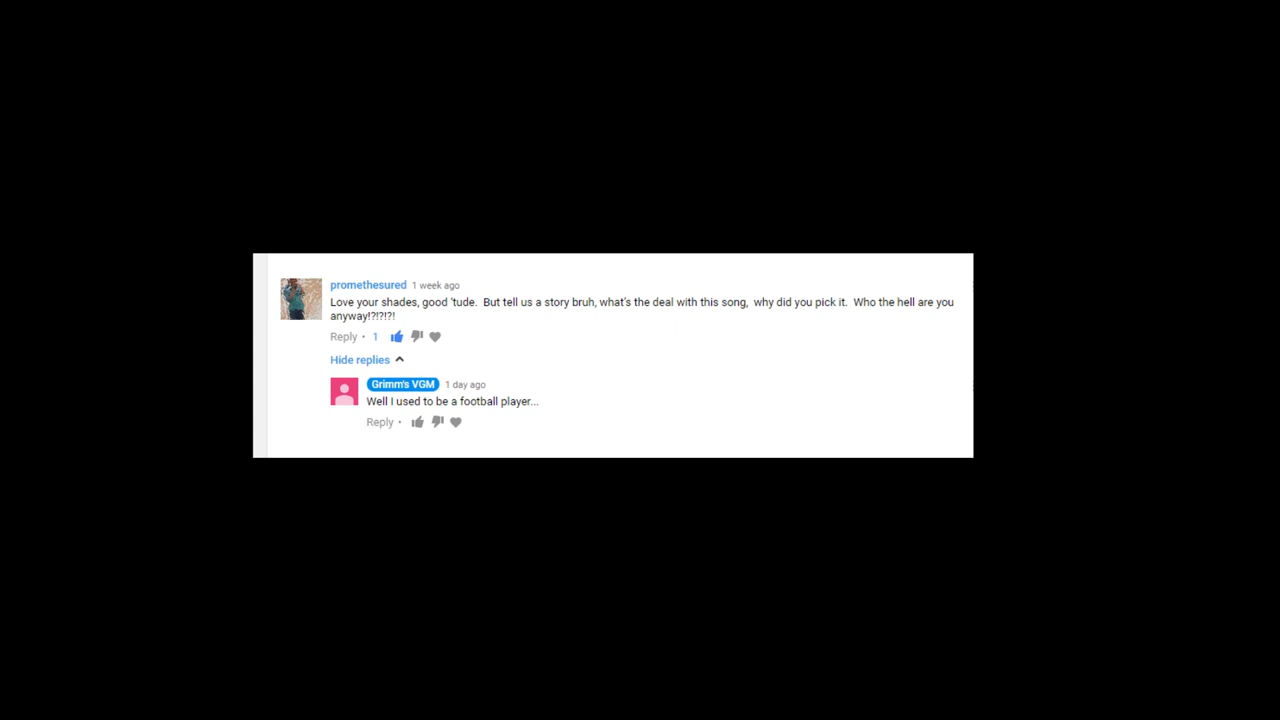 promethesured 1 week ago
Love your shades, good 'tude.  But tell us a story bruh, what's the deal with this song,  why did you pick it.  Who the hell are you
anyway!?!?!?!
Reply • 1
Hide replies
Grimm's VGM 1 day ago
Well I used to be a football player...
Reply •